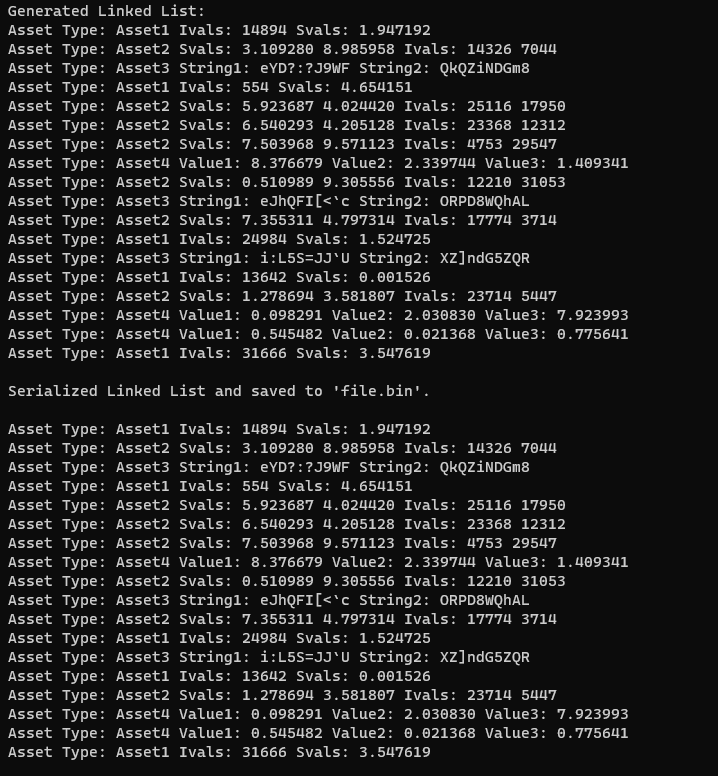 Generated Linked List:
Asset Type: Asset1 Ivals: 14894 Svals: 1.947192
Asset Type: Asset2 Svals: 3.109280 8.985958 Ivals: 14326 7044
Asset Type: Asset3 String1: eYD?:?J9WF String2: QkQZiNDGm8
Asset Type: Asset1 Ivals: 554 Svals: 4.654151
Asset Type: Asset2 Svals: 5.923687 4.024420 Ivals: 25116 17950
Asset Type: Asset2 Svals: 6.540293 4.205128 Ivals: 23368 12312
Asset Type: Asset2 Svals: 7.503968 9.571123 Ivals: 4753 29547
Asset Type: Asset4 Value1: 8.376679 Value2: 2.339744 Value3: 1.409341
Asset Type: Asset2 Svals: 0.510989 9.305556 Ivals: 12210 31053
Asset Type: Asset3 String1: eJhQFI[<`c String2: ORPD8WQhAL
Asset Type: Asset2 Svals: 7.355311 4.797314 Ivals: 17774 3714
Asset Type: Asset1 Ivals: 24984 Svals: 1.524725
Asset Type: Asset3 String1: i:L5S=JJ`U String2: XZ]ndG5ZQR
Asset Type: Asset1 Ivals: 13642 Svals: 0.001526
Asset Type: Asset2 Svals: 1.278694 3.581807 Ivals: 23714 5447
Asset Type: Asset4 Value1: 0.098291 Value2: 2.030830 Value3: 7.923993
Asset Type: Asset4 Value1: 0.545482 Value2: 0.021368 Value3: 0.775641
Asset Type: Asset1 Ivals: 31666 Svals: 3.547619

Serialized Linked List and saved to 'file.bin'.

Asset Type: Asset1 Ivals: 14894 Svals: 1.947192
Asset Type: Asset2 Svals: 3.109280 8.985958 Ivals: 14326 7044
Asset Type: Asset3 String1: eYD?:?J9WF String2: QkQZiNDGm8
Asset Type: Asset1 Ivals: 554 Svals: 4.654151
Asset Type: Asset2 Svals: 5.923687 4.024420 Ivals: 25116 17950
Asset Type: Asset2 Svals: 6.540293 4.205128 Ivals: 23368 12312
Asset Type: Asset2 Svals: 7.503968 9.571123 Ivals: 4753 29547
Asset Type: Asset4 Value1: 8.376679 Value2: 2.339744 Value3: 1.409341
Asset Type: Asset2 Svals: 0.510989 9.305556 Ivals: 12210 31053
Asset Type: Asset3 String1: eJhQFI[<`c String2: ORPD8WQhAL
Asset Type: Asset2 Svals: 7.355311 4.797314 Ivals: 17774 3714
Asset Type: Asset1 Ivals: 24984 Svals: 1.524725
Asset Type: Asset3 String1: i:L5S=JJ`U String2: XZ]ndG5ZQR
Asset Type: Asset1 Ivals: 13642 Svals: 0.001526
Asset Type: Asset2 Svals: 1.278694 3.581807 Ivals: 23714 5447
Asset Type: Asset4 Value1: 0.098291 Value2: 2.030830 Value3: 7.923993
Asset Type: Asset4 Value1: 0.545482 Value2: 0.021368 Value3: 0.775641
Asset Type: Asset1 Ivals: 31666 Svals: 3.547619